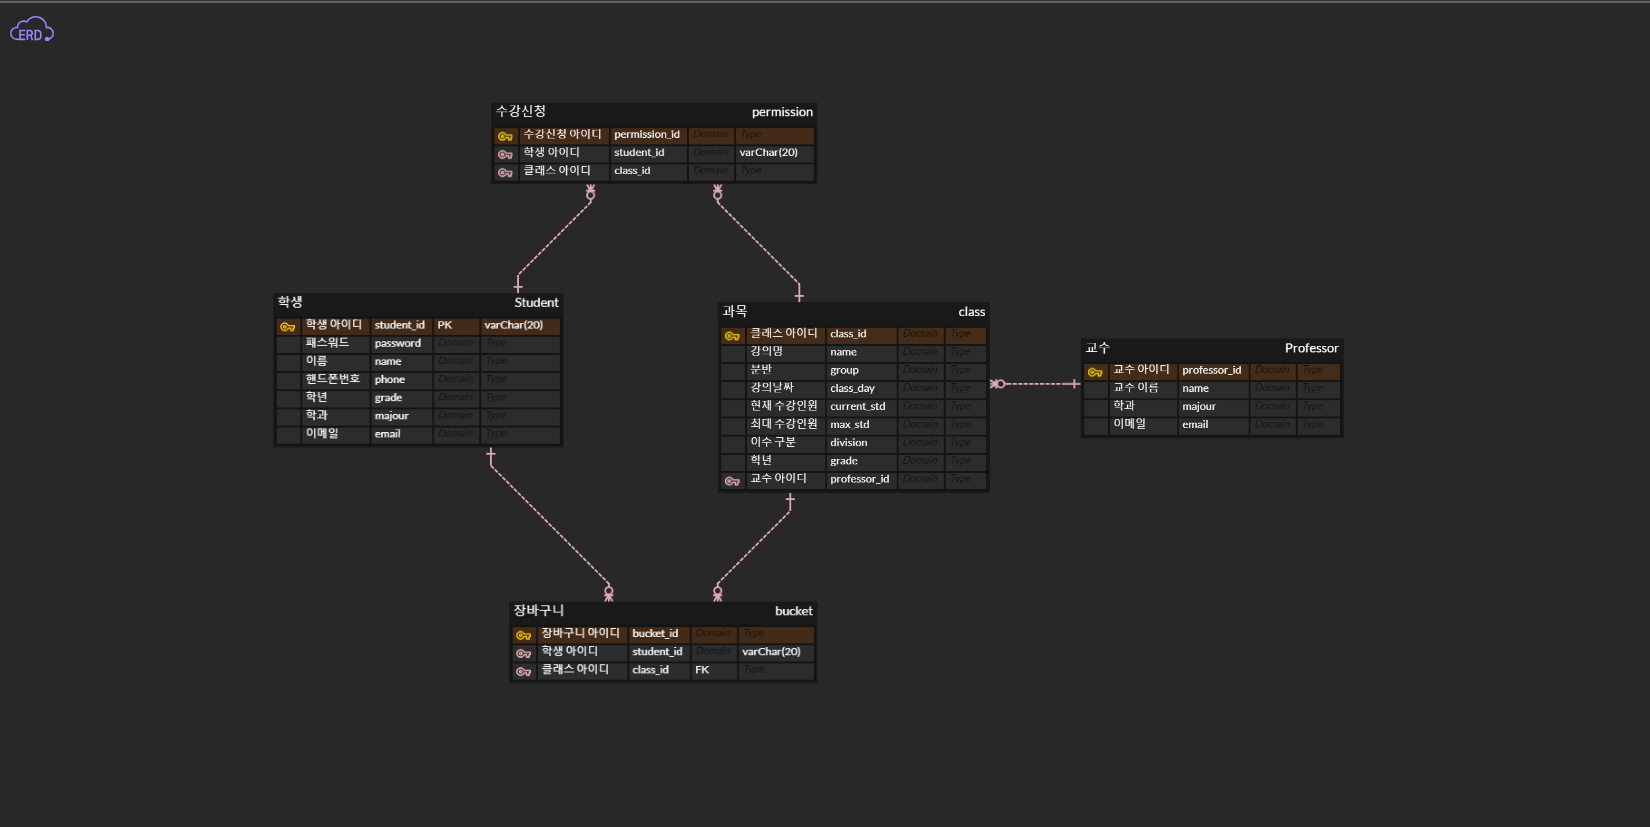 ERD
수강신청 permission
수강신청 아이디 permission_id Domain Type
학생 아이디 student_id Domain varChar(20)
클래스 아이디 class_id Domain Type
학생 Student
학생 아이디 student_id PK varChar(20)
패스워드 password Domain Type
이름 name Domain Type
핸드폰번호 phone Domain Type
학년 grade Domain Type
학과 majour Domain Type
이메일 email Domain Type
과목 class
클래스 아이디 class_id Domain Type
강의명 name Domain Type
분반 group Domain Type
강의날짜 class_day Domain Type
현재 수강인원 current_std Domain Type
최대 수강인원 max_std Domain Type
이수 구분 division Domain Type
학년 grade Domain Type
교수 아이디 professor_id Domain Type
교수 Professor
교수 아이디 professor_id Domain Type
교수 이름 name Domain Type
학과 majour Domain Type
이메일 email Domain Type
장바구니 bucket
장바구니 아이디 bucket_id Domain Type
학생 아이디 student_id Domain varChar(20)
클래스 아이디 class_id FK Type